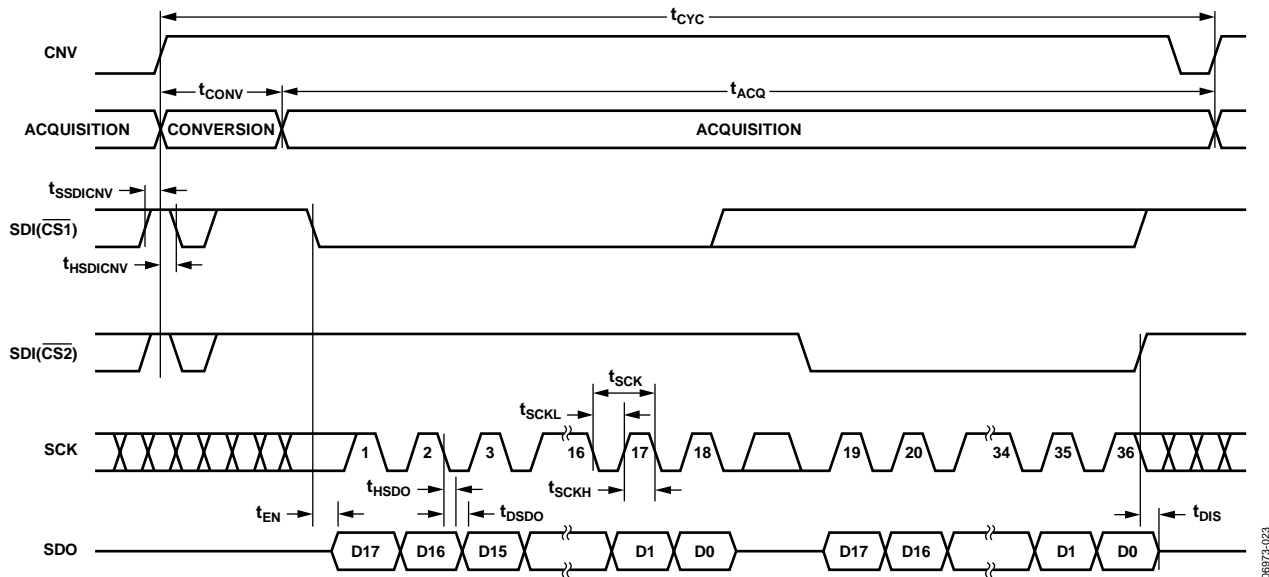 tCYC
CNV
tCONV
tACQ
ACQUISITION
CONVERSION
ACQUISITION
tSSDICNV
SDI(CS1)
tHSDICNV
SDI(CS2)
tSCK
tSCKL
SCK
1 2 3 16 17 18 19 20 34 35 36
tHSDO
tSCKH
tEN
tDSDO
tDIS
SDO
D17 D16 D15 D1 D0 D17 D16 D1 D0
06973-023